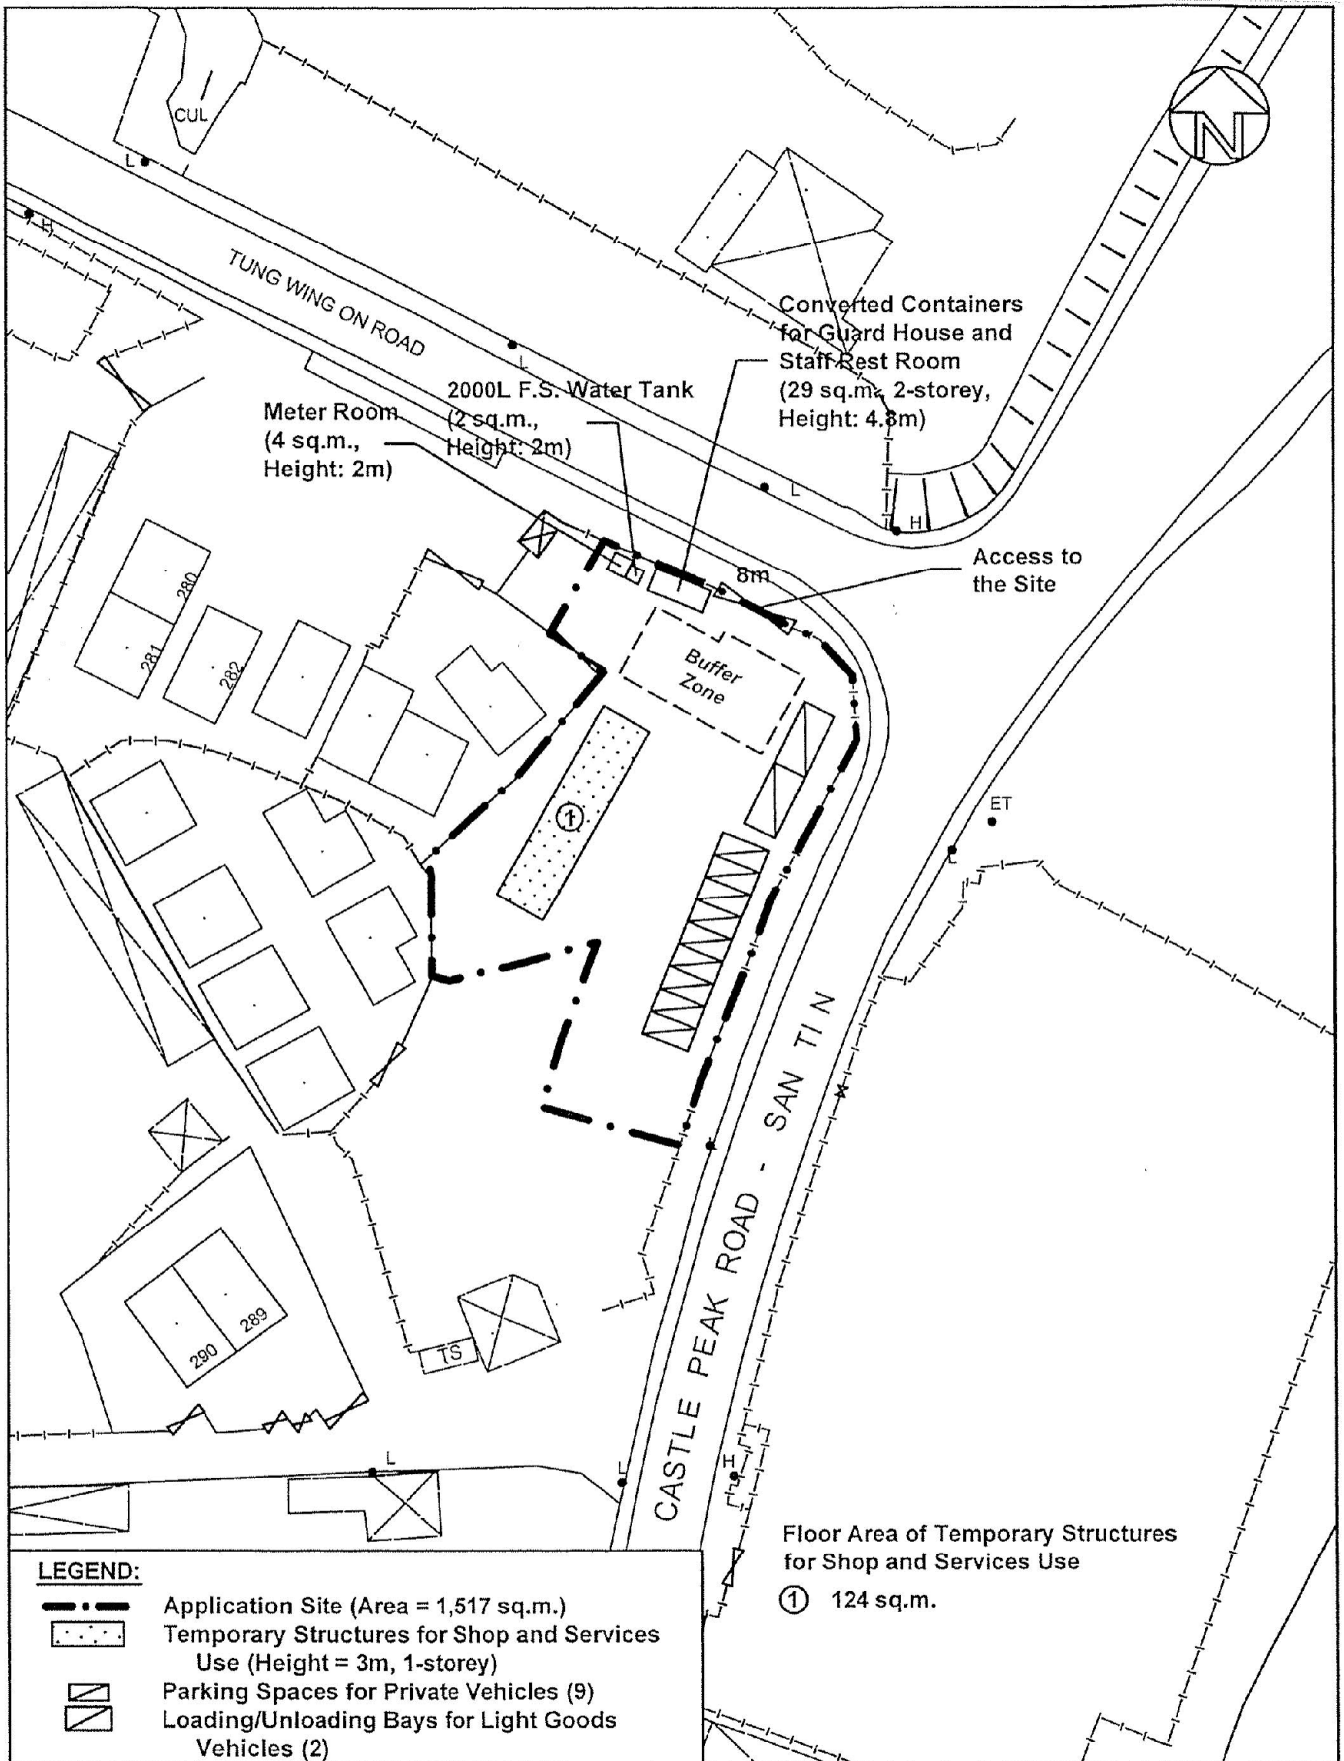 CUL
N
L
H
TUNG WING ON ROAD
L
Converted Containers
for Guard House and
Staff Rest Room
(29 sq.m., 2-storey,
Height: 4.8m)
2000L F.S. Water Tank
(2 sq.m.,
Height: 2m)
Meter Room
(4 sq.m.,
Height: 2m)
L
H
Access to
the Site
8m
280
281
282
Buffer
Zone
1
ET
L
CASTLE PEAK ROAD - SAN TIN
L
289
290
TS
L
L
H
Floor Area of Temporary Structures
for Shop and Services Use
1 124 sq.m.
LEGEND:
Application Site (Area = 1,517 sq.m.)
Temporary Structures for Shop and Services
Use (Height = 3m, 1-storey)
Parking Spaces for Private Vehicles (9)
Loading/Unloading Bays for Light Goods
Vehicles (2)